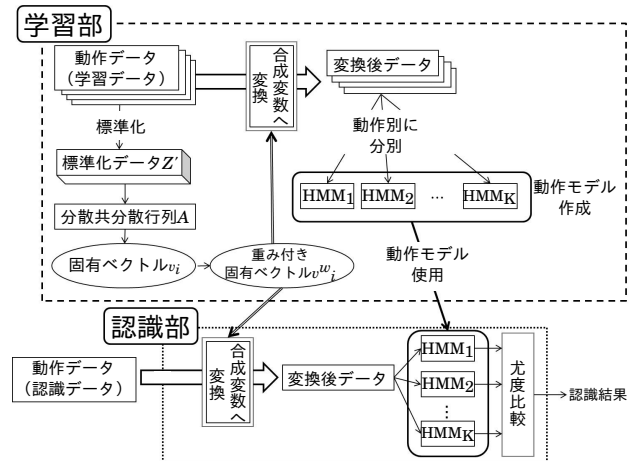 学習部
動作データ
（学習データ）
合成変数へ
変換
変換後データ
標準化
動作別に
分別
標準化データZ'
HMM1
HMM2
…
HMMK
動作モデル
作成
分散共分散行列A
固有ベクトルvi
重み付き
固有ベクトルvwi
動作モデル
使用
認識部
動作データ
（認識データ）
合成変数へ
変換
変換後データ
HMM1
HMM2
⋮
HMMK
尤度比較
認識結果